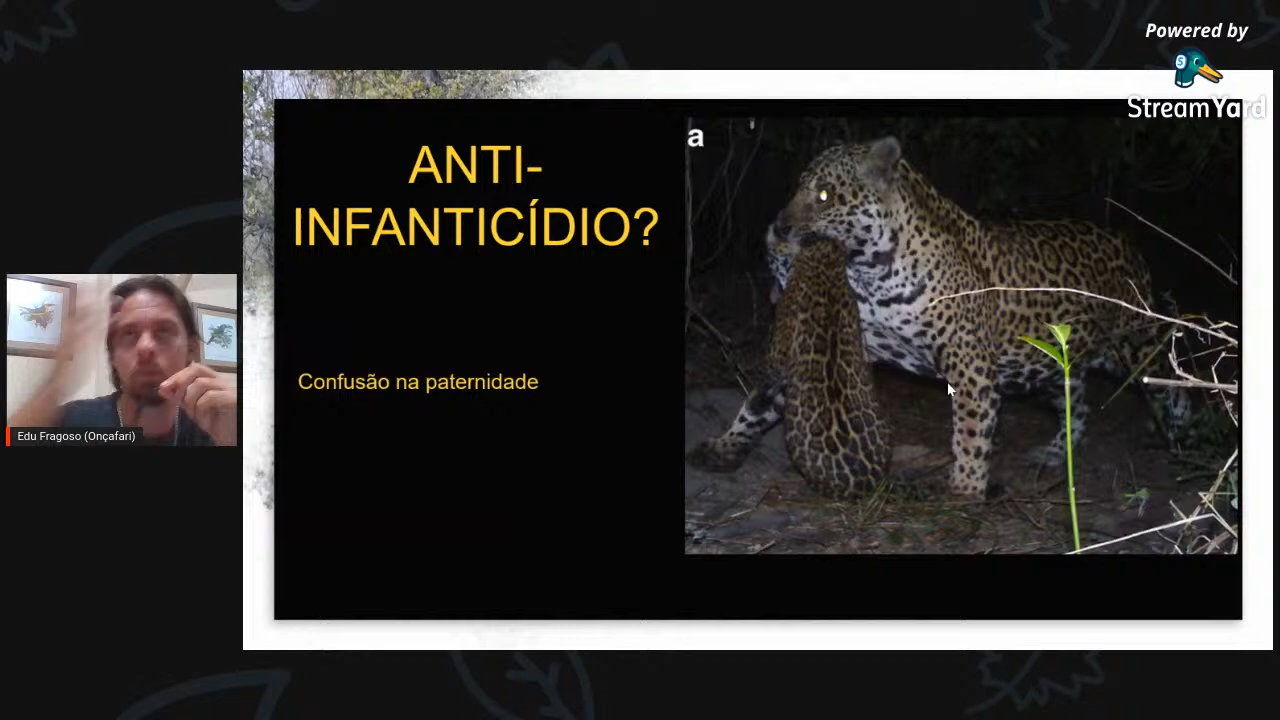 Powered by
StreamYard
a
ANTI-
INFANTICÍDIO?
Confusão na paternidade
Edu Fragoso (Onçafari)